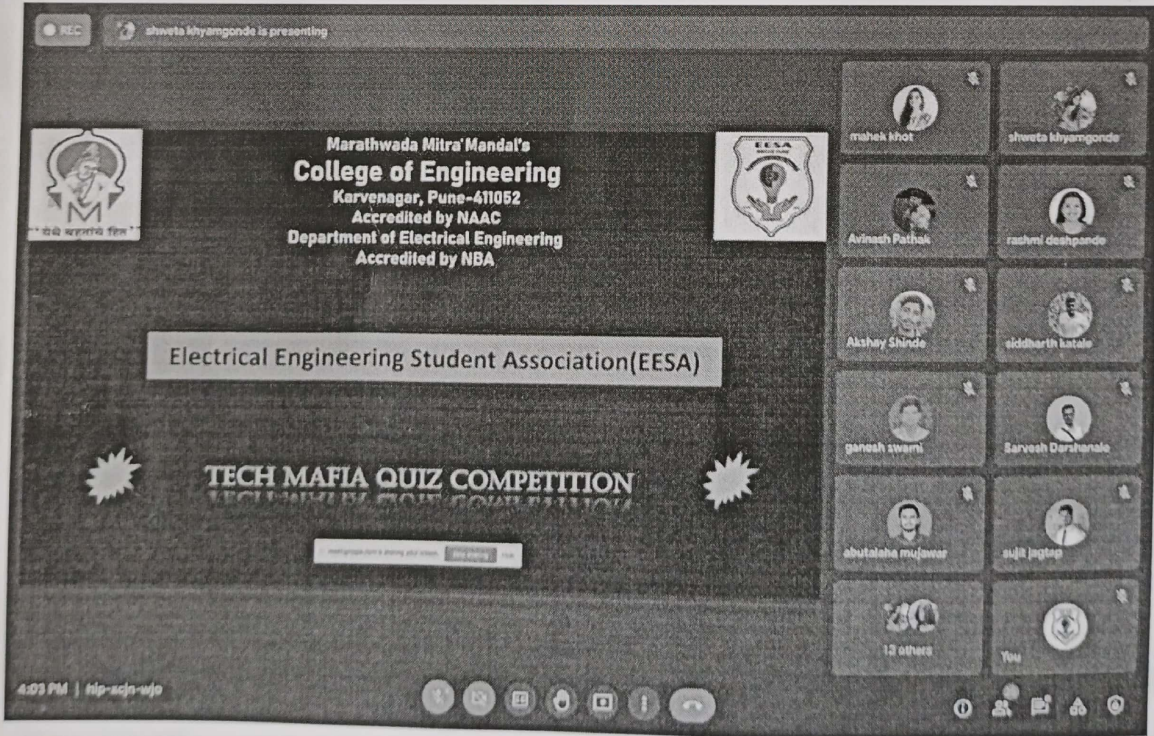 REC
shweta khyamgonde is presenting
Marathwada Mitra Mandal's
College of Engineering
Karvenagar, Pune-411052
Accredited by NAAC
Department of Electrical Engineering
Accredited by NBA
EESA
Electrical Engineering Student Association(EESA)
TECH MAFIA QUIZ COMPETITION
mahek khot
shweta khyamgonde
Avinash Pathak
rashmi deshpande
Akshay Shinde
siddharth katale
ganesh swami
Sarvesh Darshanale
abutalaha mujawar
sujit jagtap
You
4:03 PM | hip-scjn-wjo